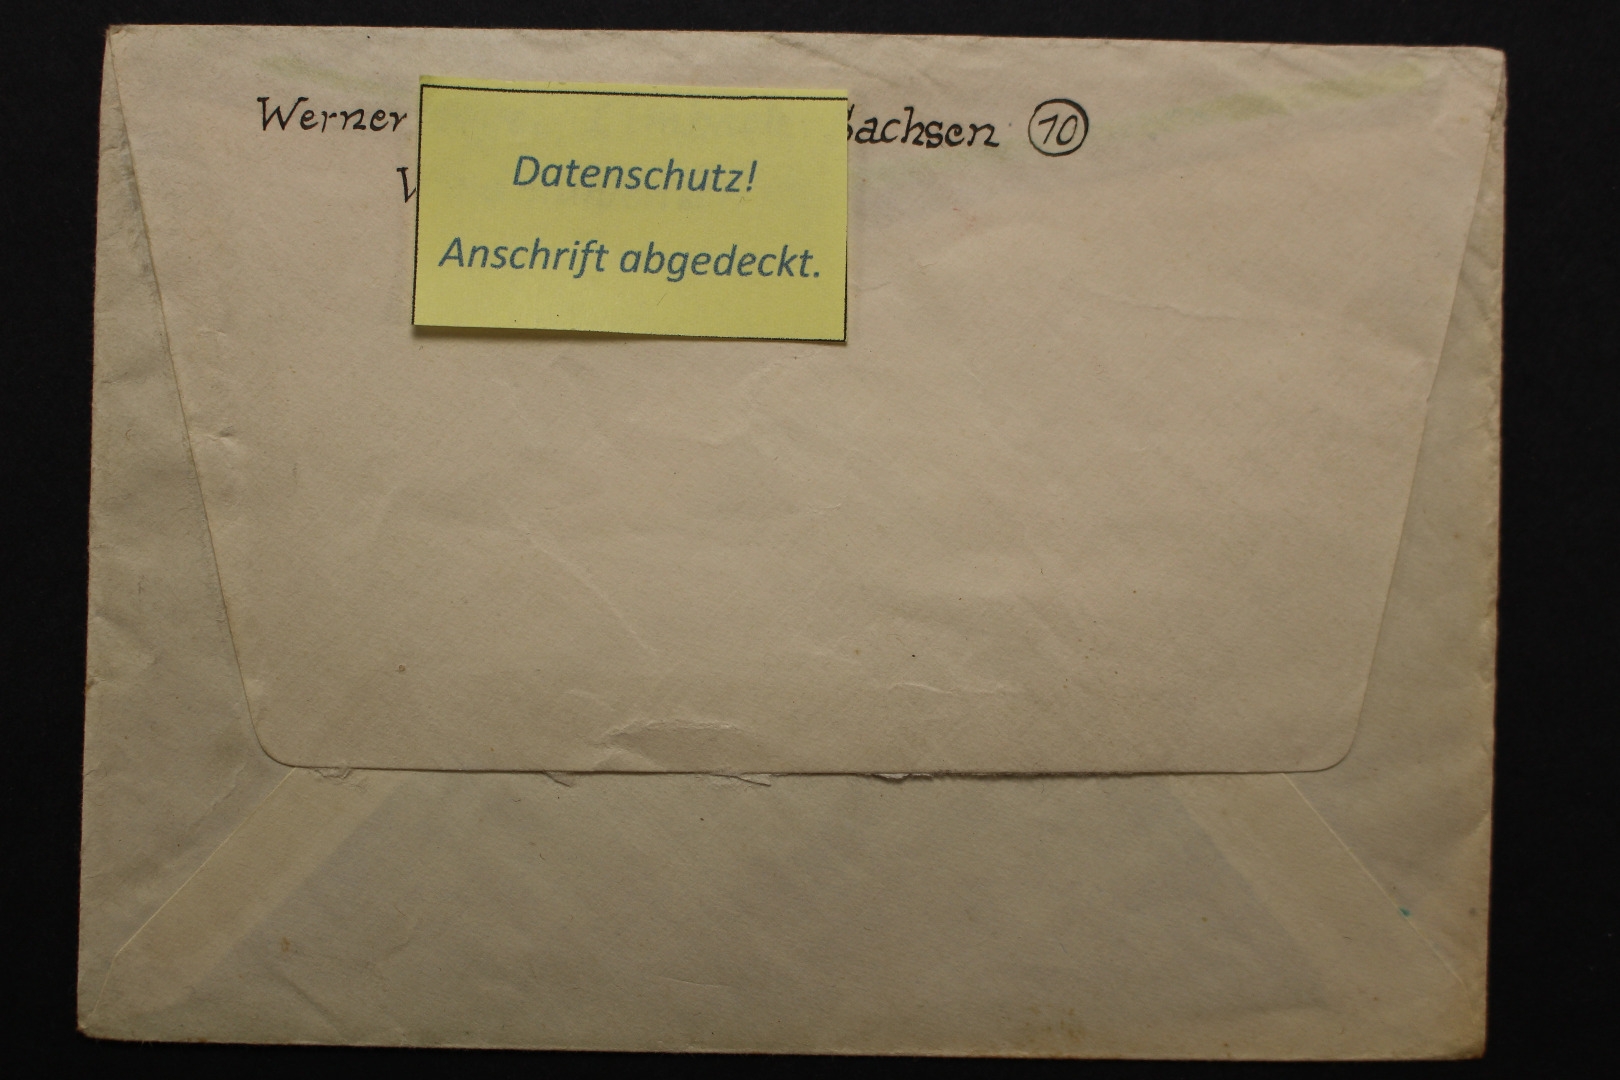 Werner Sachsen 10
Datenschutz!
Anschrift abgedeckt.